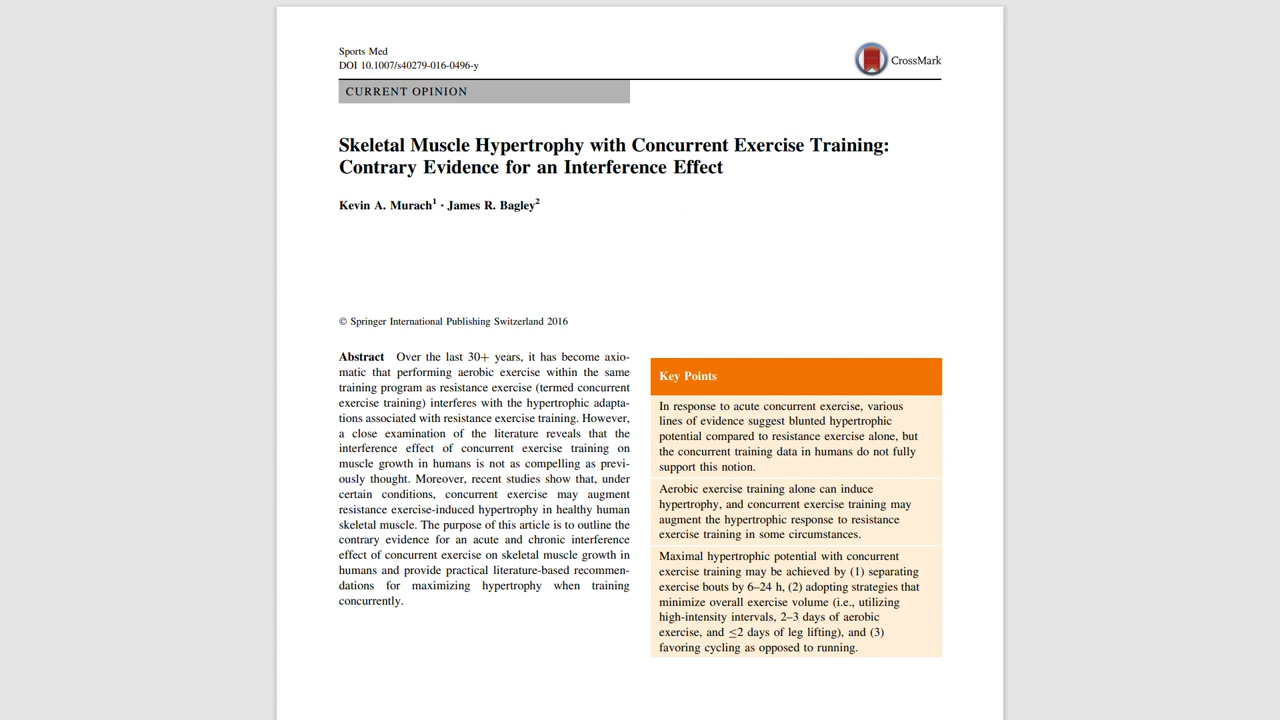 Sports Med
DOI 10.1007/s40279-016-0496-y
CrossMark
CURRENT OPINION
Skeletal Muscle Hypertrophy with Concurrent Exercise Training:
Contrary Evidence for an Interference Effect
Kevin A. Murach1 · James R. Bagley2
© Springer International Publishing Switzerland 2016
Abstract Over the last 30+ years, it has become axio-
matic that performing aerobic exercise within the same
training program as resistance exercise (termed concurrent
exercise training) interferes with the hypertrophic adapta-
tions associated with resistance exercise training. However,
a close examination of the literature reveals that the
interference effect of concurrent exercise training on
muscle growth in humans is not as compelling as previ-
ously thought. Moreover, recent studies show that, under
certain conditions, concurrent exercise may augment
resistance exercise-induced hypertrophy in healthy human
skeletal muscle. The purpose of this article is to outline the
contrary evidence for an acute and chronic interference
effect of concurrent exercise on skeletal muscle growth in
humans and provide practical literature-based recommen-
dations for maximizing hypertrophy when training
concurrently.
Key Points
In response to acute concurrent exercise, various
lines of evidence suggest blunted hypertrophic
potential compared to resistance exercise alone, but
the concurrent training data in humans do not fully
support this notion.
Aerobic exercise training alone can induce
hypertrophy, and concurrent exercise training may
augment the hypertrophic response to resistance
exercise training in some circumstances.
Maximal hypertrophic potential with concurrent
exercise training may be achieved by (1) separating
exercise bouts by 6–24 h, (2) adopting strategies that
minimize overall exercise volume (i.e., utilizing
high-intensity intervals, 2–3 days of aerobic
exercise, and ≤2 days of leg lifting), and (3)
favoring cycling as opposed to running.